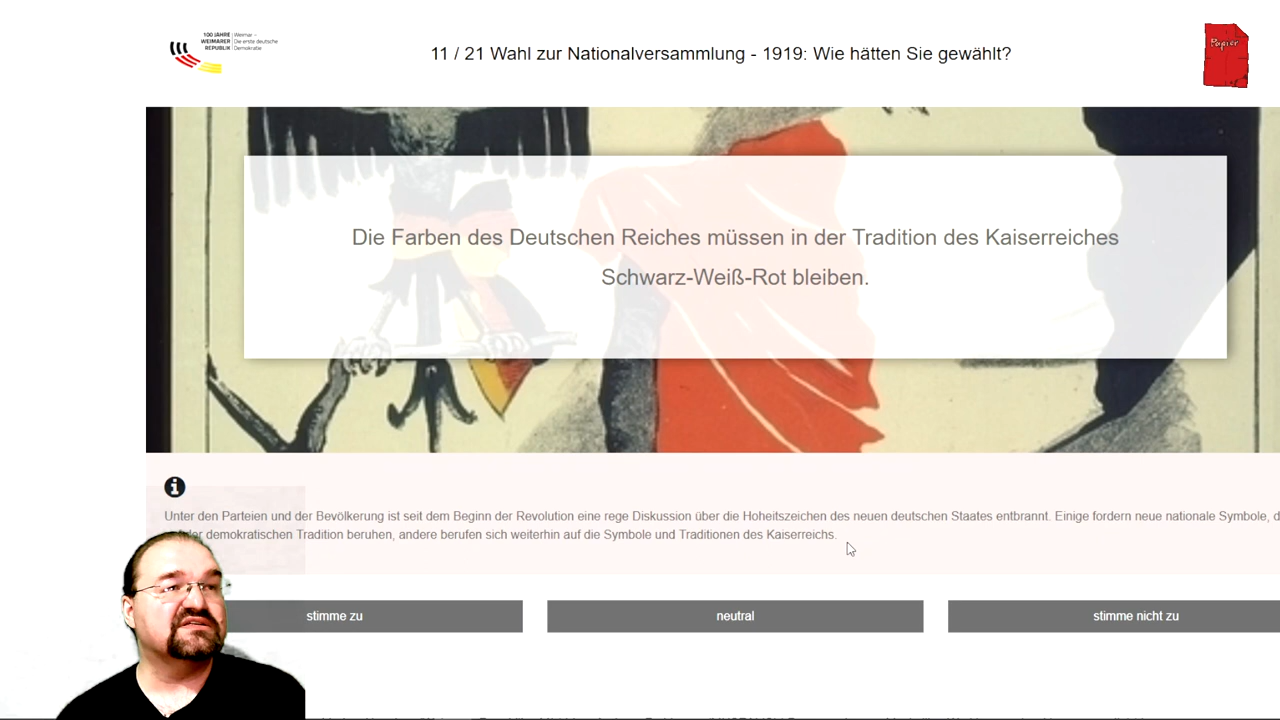 100 JAHRE
WEIMARER
REPUBLIK
Weimar –
Die erste deutsche
Demokratie
11 / 21 Wahl zur Nationalversammlung - 1919: Wie hätten Sie gewählt?
Papier
Die Farben des Deutschen Reiches müssen in der Tradition des Kaiserreiches
Schwarz-Weiß-Rot bleiben.
Unter den Parteien und der Bevölkerung ist seit dem Beginn der Revolution eine rege Diskussion über die Hoheitszeichen des neuen deutschen Staates entbrannt. Einige fordern neue nationale Symbole,
demokratischen Tradition beruhen, andere berufen sich weiterhin auf die Symbole und Traditionen des Kaiserreichs.
stimme zu
neutral
stimme nicht zu